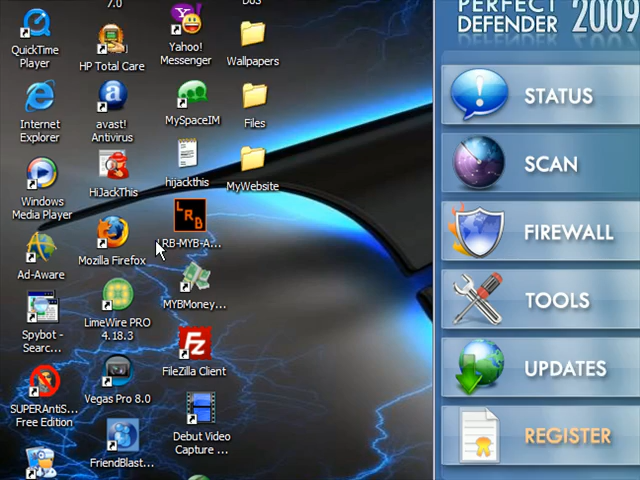 QuickTime
Player
Internet
Explorer
Windows
Media Player
Ad-Aware
Spybot -
Searc...
SUPERAntiS...
Free Edition
7.0
HP Total Care
avast!
Antivirus
HiJackThis
Mozilla Firefox
LimeWire PRO
4.18.3
Vegas Pro 8.0
FriendBlast...
Yahoo!
Messenger
MySpaceIM
hijackthis
LRB
LRB-MYB-A...
MYBMoney...
FileZilla Client
Debut Video
Capture ...
Wallpapers
Files
MyWebsite
PERFECT
DEFENDER 2009
STATUS
SCAN
FIREWALL
TOOLS
UPDATES
REGISTER